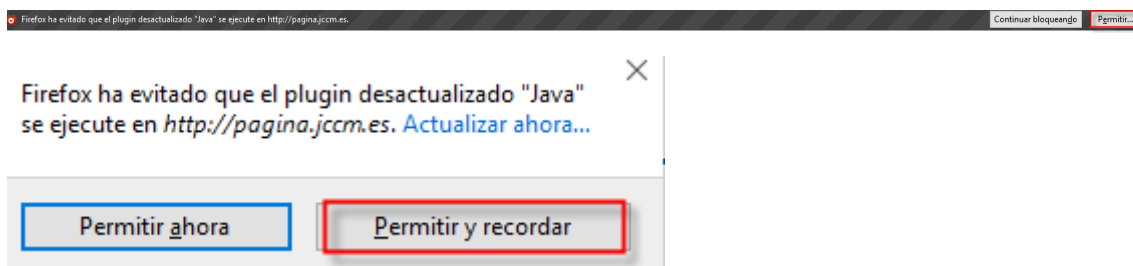 Firefox ha evitado que el plugin desactualizado "Java" se ejecute en http://pagina.jccm.es.
Continuar bloqueando
Permitir...
Firefox ha evitado que el plugin desactualizado "Java"
se ejecute en http://pagina.jccm.es. Actualizar ahora...
Permitir ahora
Permitir y recordar